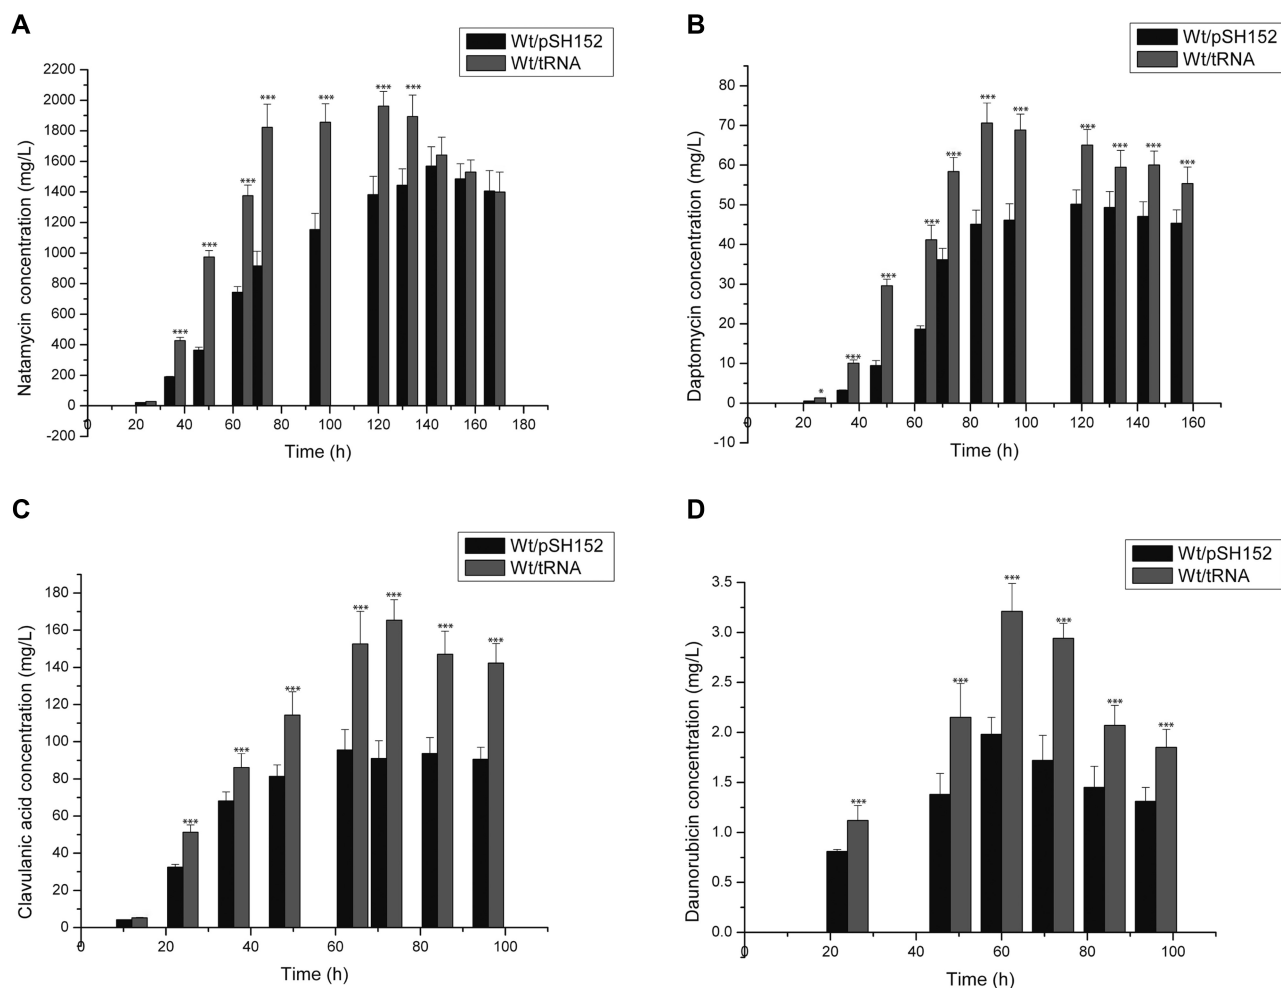 A
Wt/pSH152
Wt/tRNA
2200
2000
1800
1600
1400
1200
1000
800
600
400
200
0
-200
Natamycin concentration (mg/L)
*** *** *** *** *** *** ***
0 20 40 60 80 100 120 140 160 180
Time (h)
B
Wt/pSH152
Wt/tRNA
80
70
60
50
40
30
20
10
0
-10
Daptomycin concentration (mg/L)
* *** *** *** *** *** *** *** *** *** ***
0 20 40 60 80 100 120 140 160
Time (h)
C
Wt/pSH152
Wt/tRNA
180
160
140
120
100
80
60
40
20
0
Clavulanic acid concentration (mg/L)
*** *** *** *** *** *** ***
0 20 40 60 80 100
Time (h)
D
Wt/pSH152
Wt/tRNA
3.5
3.0
2.5
2.0
1.5
1.0
0.5
0.0
Daunorubicin concentration (mg/L)
*** *** *** *** *** ***
0 20 40 60 80 100
Time (h)